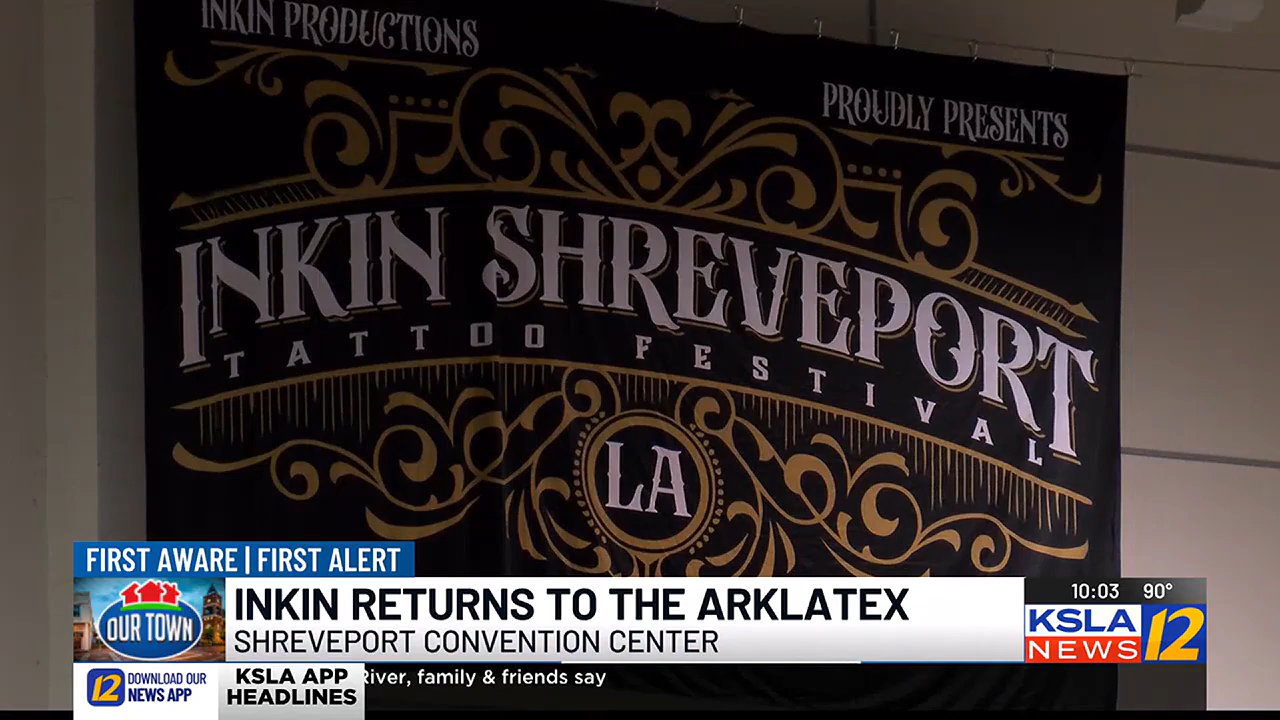 INKIN PRODUCTIONS
PROUDLY PRESENTS
INKIN SHREVEPORT
TATTOO FESTIVAL
LA
FIRST AWARE | FIRST ALERT
OUR TOWN
INKIN RETURNS TO THE ARKLATEX
SHREVEPORT CONVENTION CENTER
10:03 90°
KSLA
NEWS 12
12 DOWNLOAD OUR
NEWS APP
KSLA APP
HEADLINES
River, family & friends say